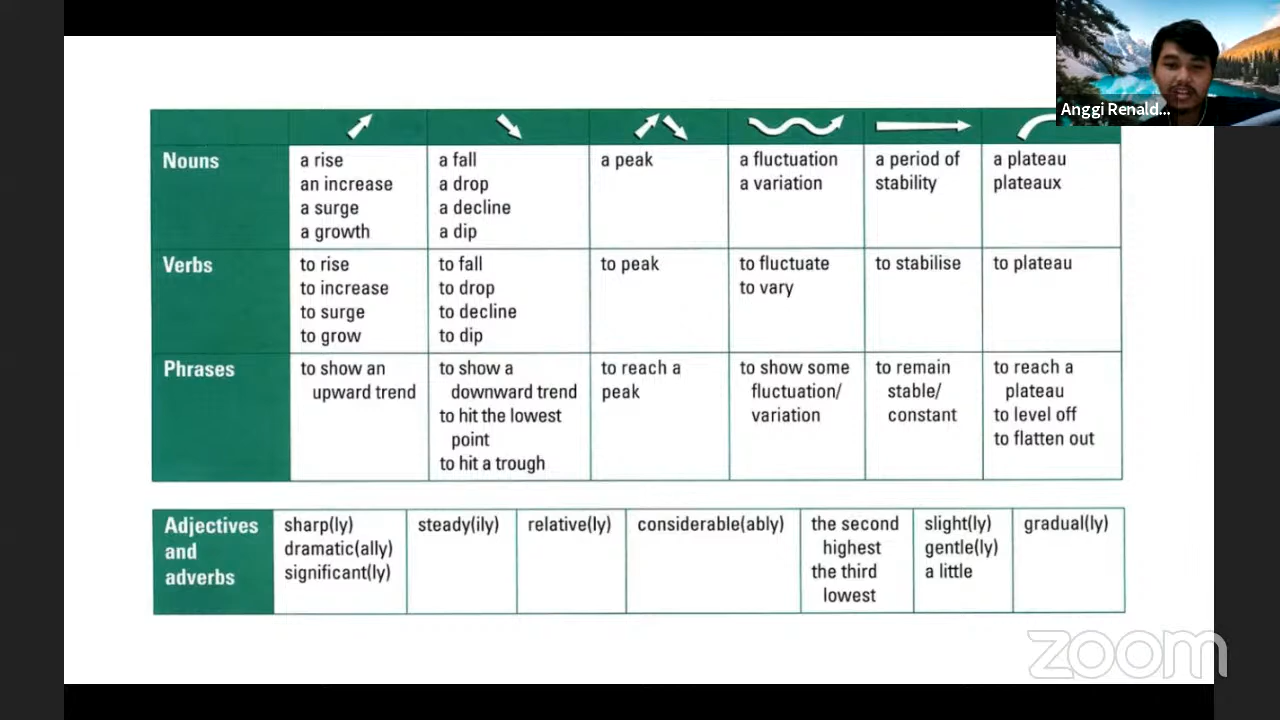 Anggi Renald...
Nouns
a rise
an increase
a surge
a growth
a fall
a drop
a decline
a dip
a peak
a fluctuation
a variation
a period of
stability
a plateau
plateaux
Verbs
to rise
to increase
to surge
to grow
to fall
to drop
to decline
to dip
to peak
to fluctuate
to vary
to stabilise
to plateau
Phrases
to show an
upward trend
to show a
downward trend
to hit the lowest
point
to hit a trough
to reach a
peak
to show some
fluctuation/
variation
to remain
stable/
constant
to reach a
plateau
to level off
to flatten out
Adjectives
and
adverbs
sharp(ly)
dramatic(ally)
significant(ly)
steady(ily)
relative(ly)
considerable(ably)
the second
highest
the third
lowest
slight(ly)
gentle(ly)
a little
gradual(ly)
zoom